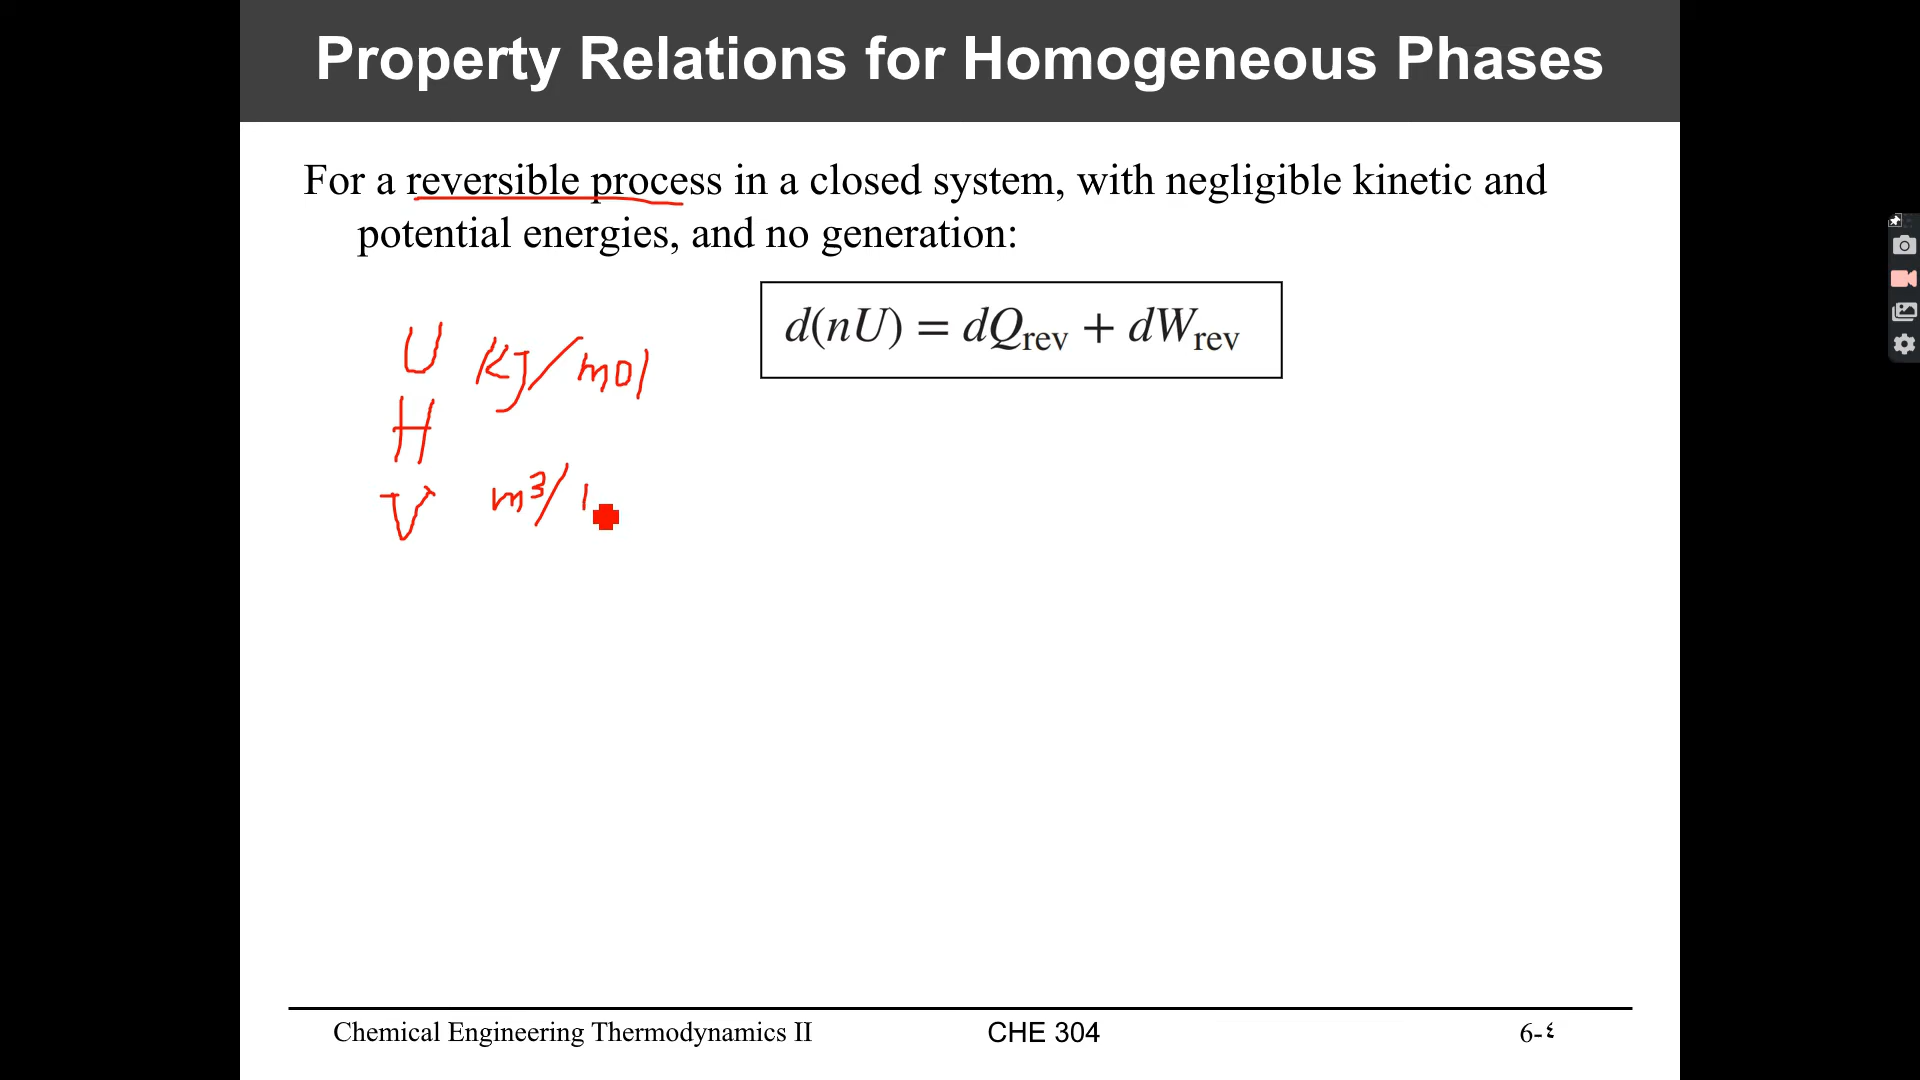 Property Relations for Homogeneous Phases
For a reversible process in a closed system, with negligible kinetic and
potential energies, and no generation:
d(nU) = dQrev + dWrev
U KJ/mol
H
V m³/
Chemical Engineering Thermodynamics II CHE 304 6-٤